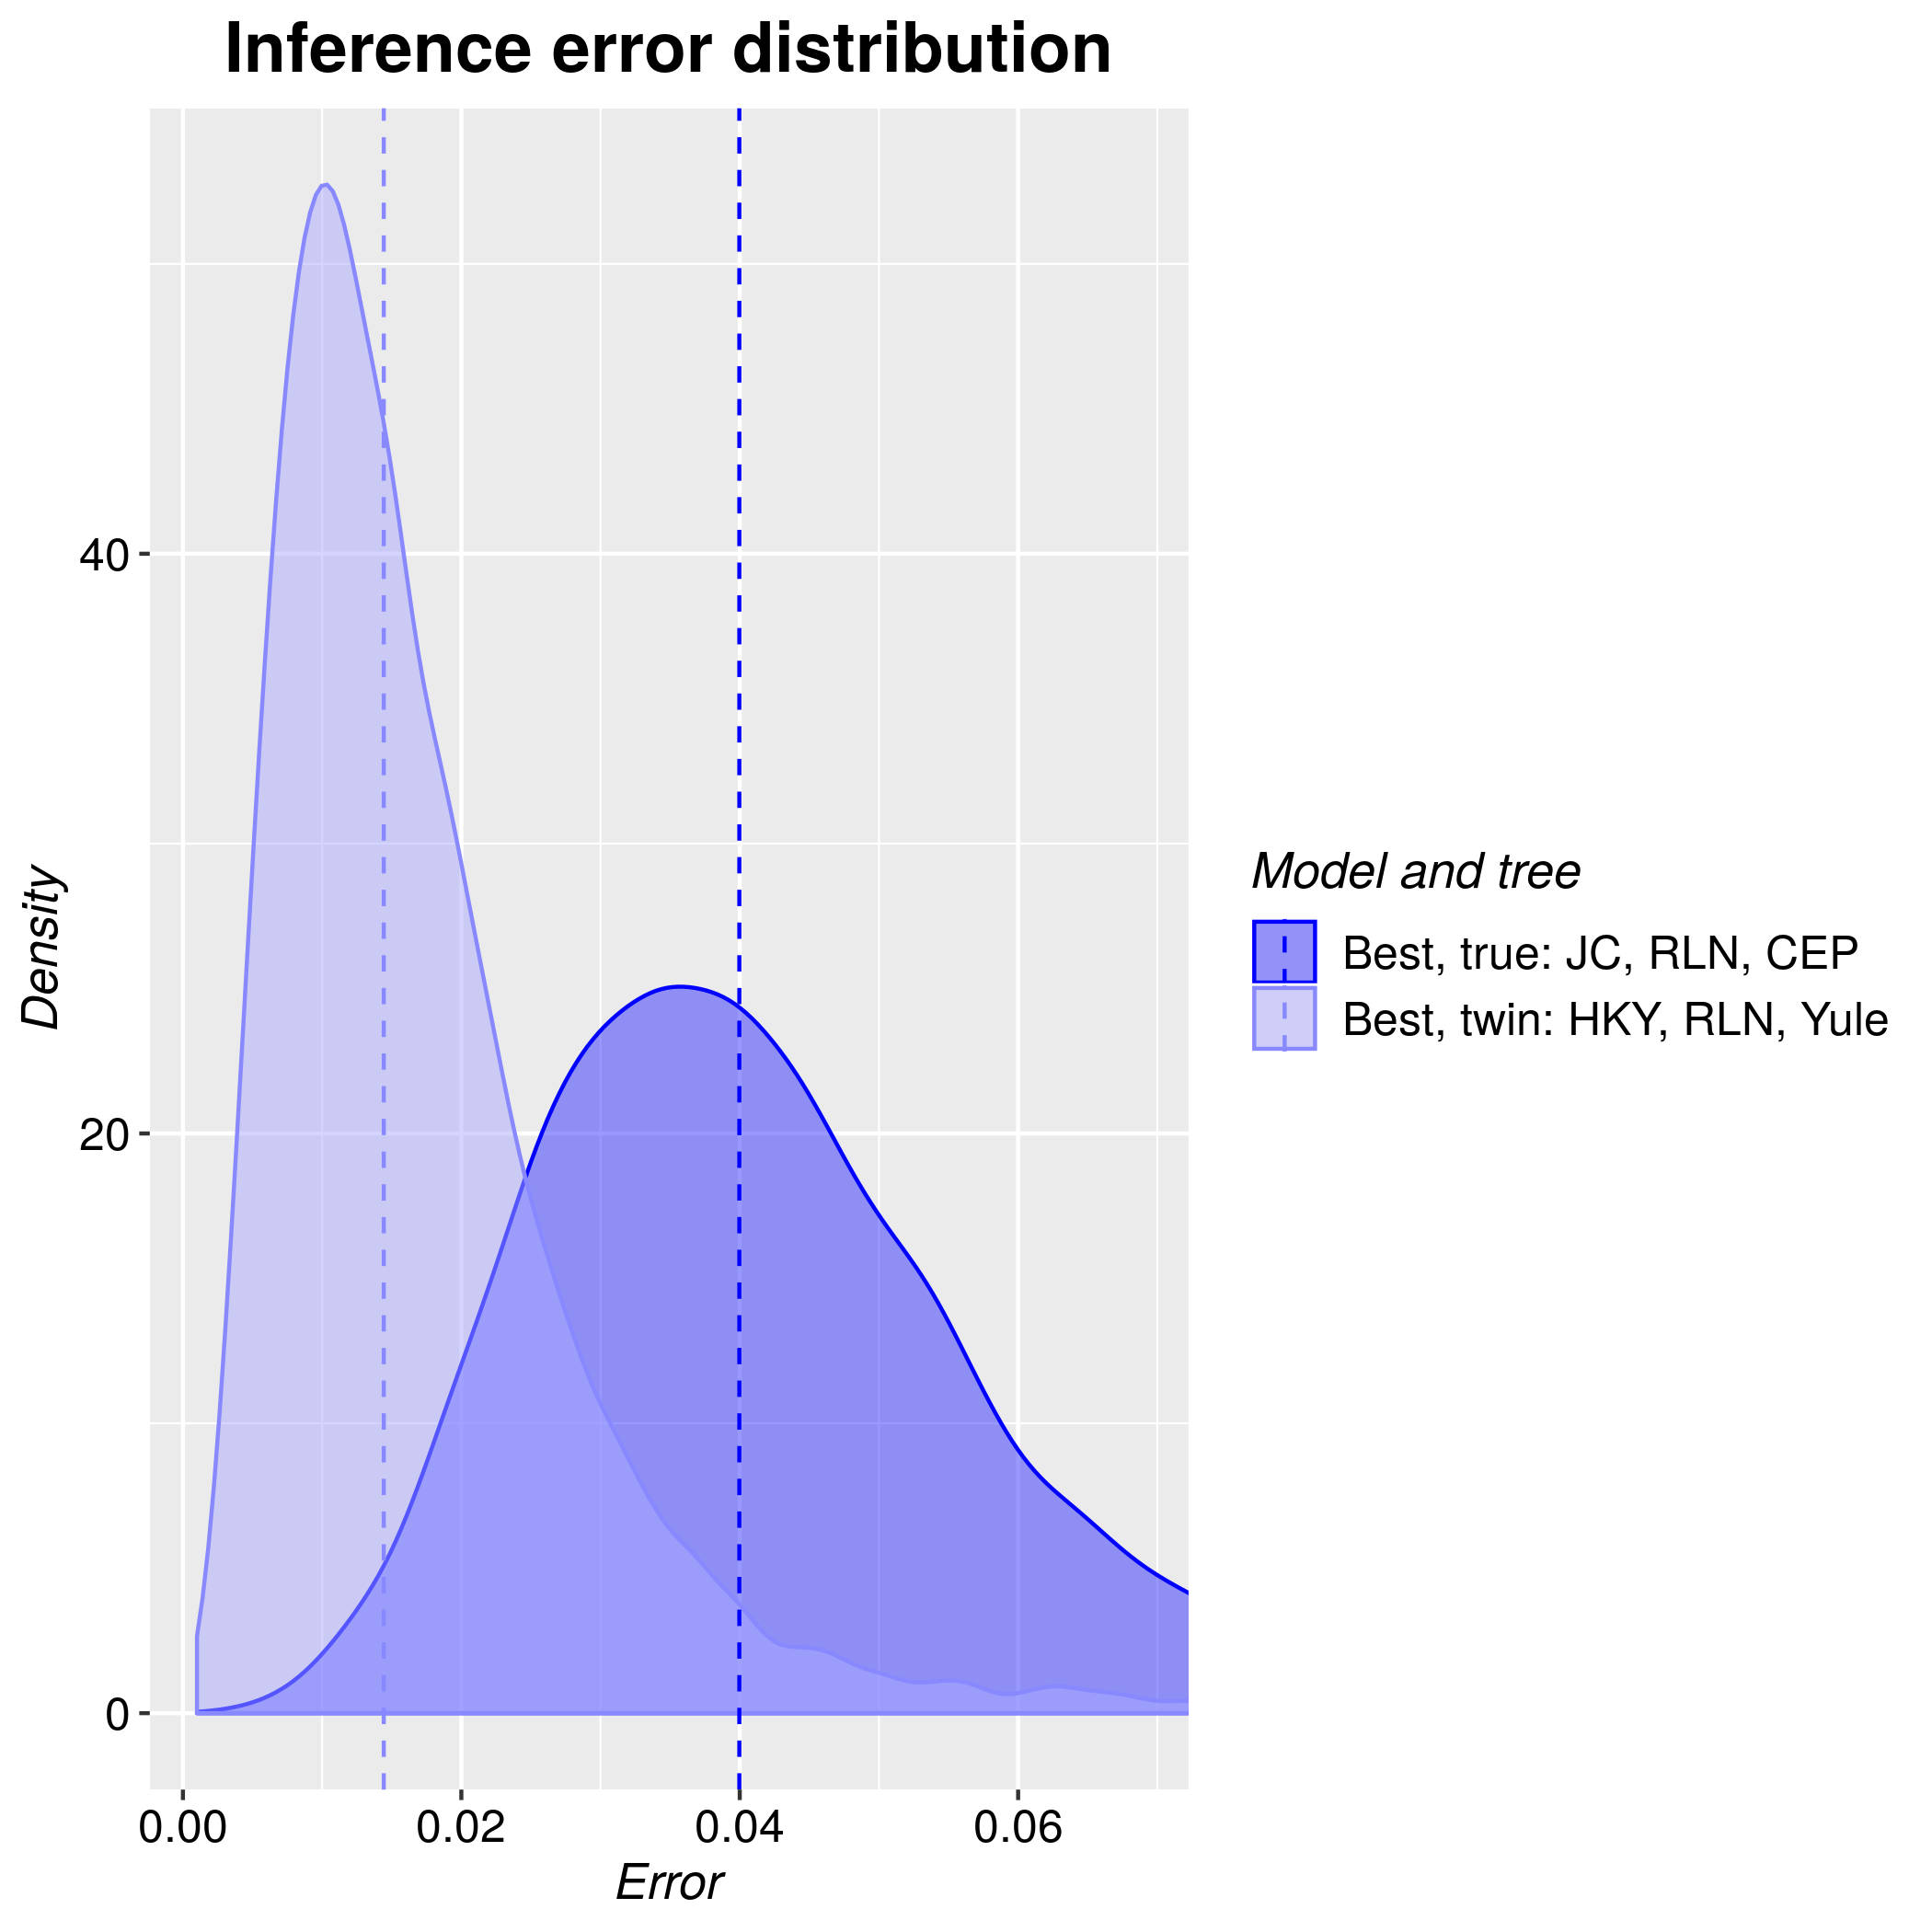 Inference error distribution
Density
40
20
0
0.00 0.02 0.04 0.06
Error
Model and tree
Best, true: JC, RLN, CEP
Best, twin: HKY, RLN, Yule